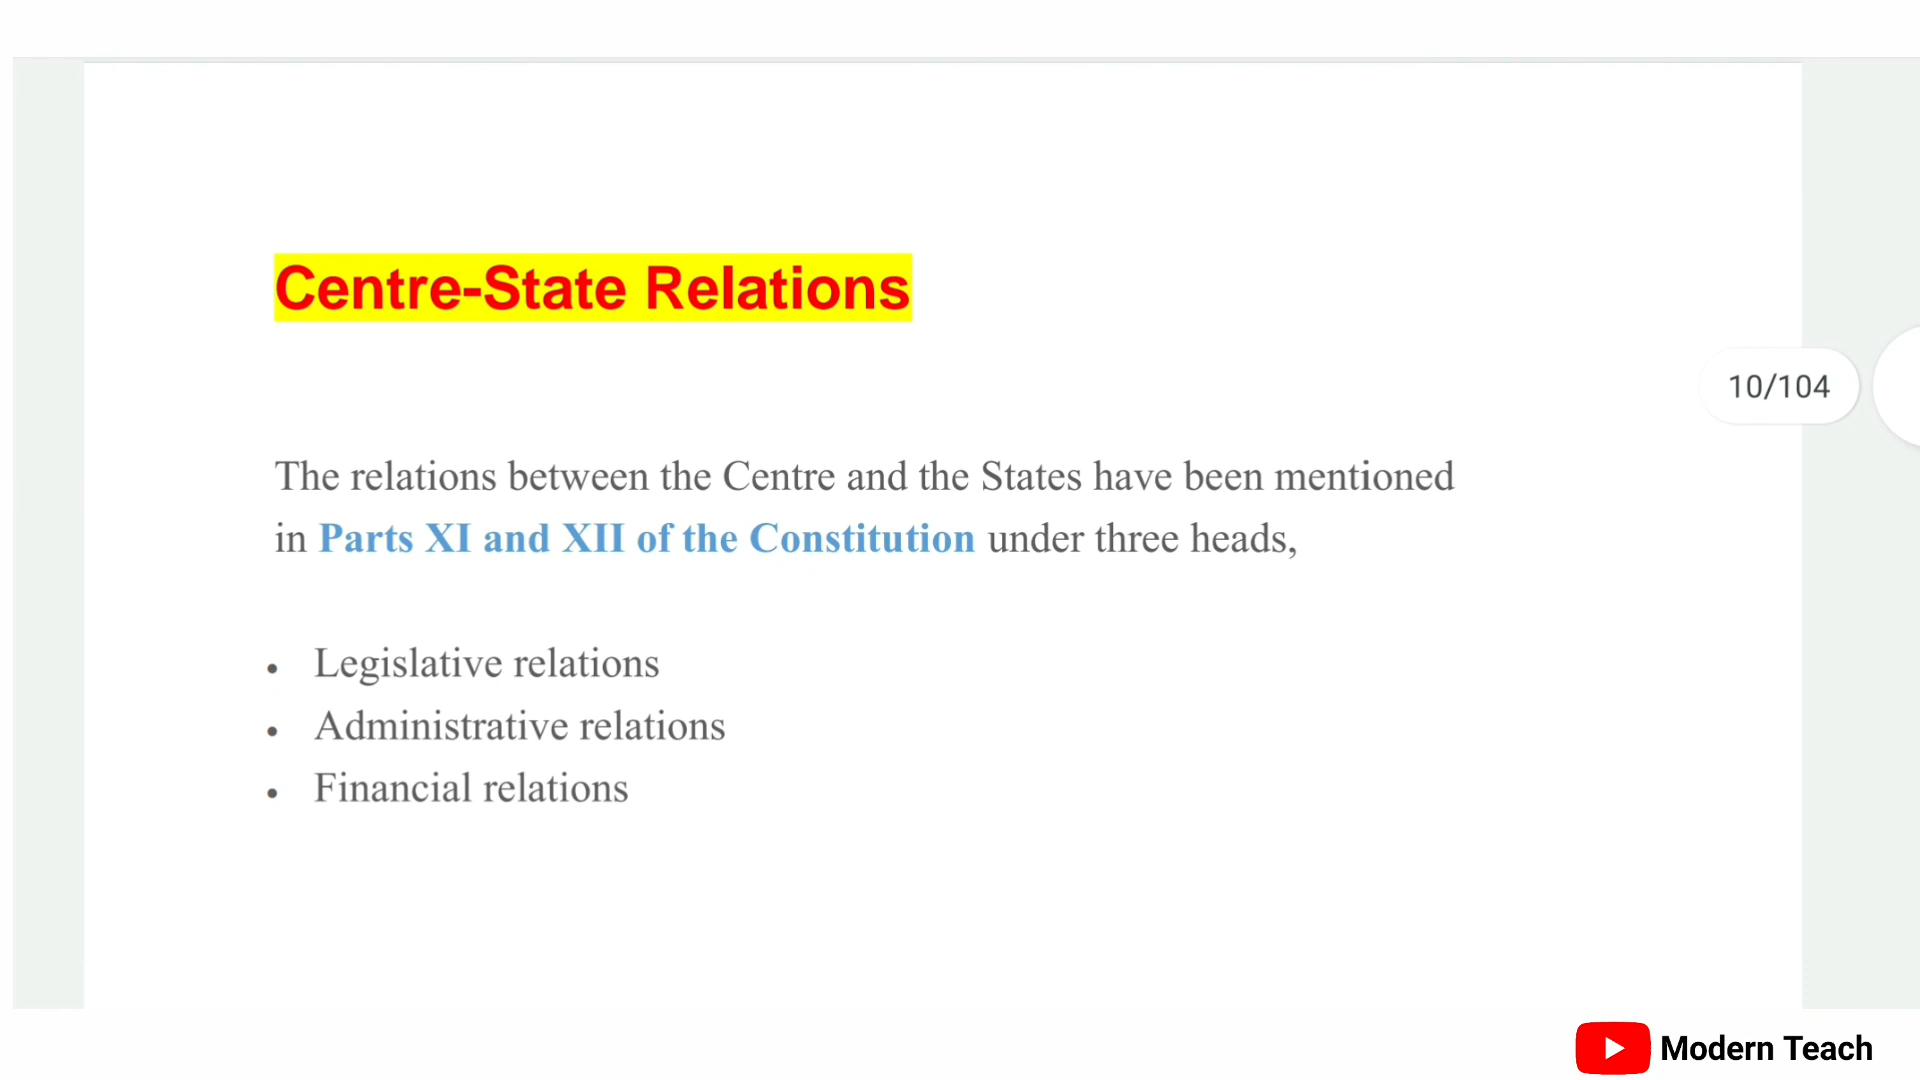 Centre-State Relations
10/104
The relations between the Centre and the States have been mentioned
in Parts XI and XII of the Constitution under three heads,
• Legislative relations
• Administrative relations
• Financial relations
Modern Teach